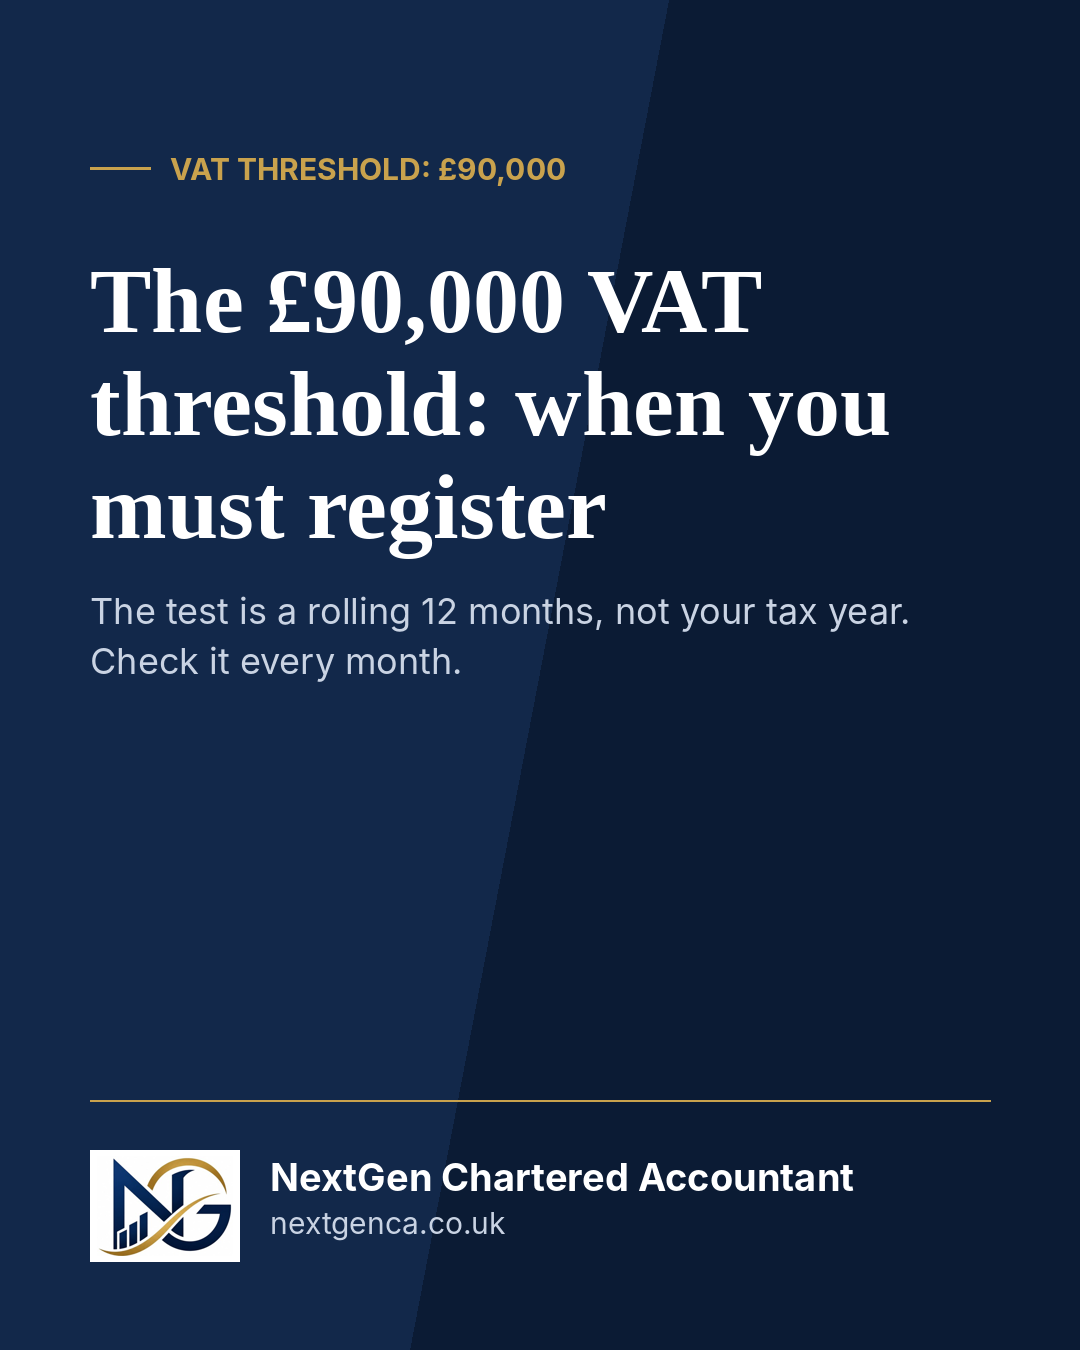 VAT THRESHOLD: £90,000
The £90,000 VAT
threshold: when you
must register
The test is a rolling 12 months, not your tax year.
Check it every month.
NG
NextGen Chartered Accountant
nextgenca.co.uk